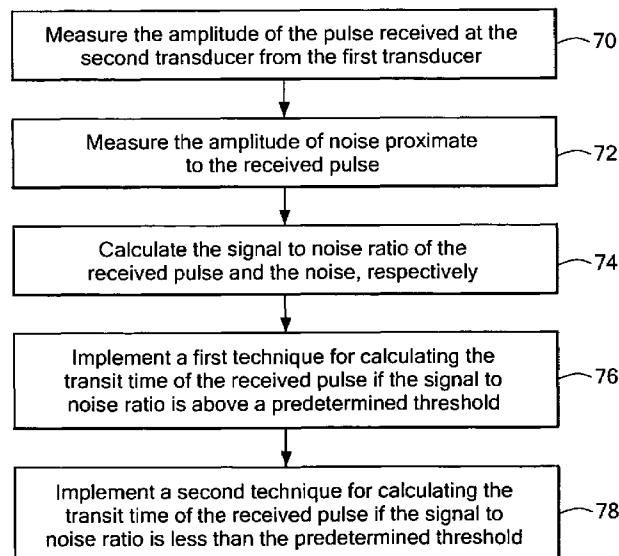 Measure the amplitude of the pulse received at the
second transducer from the first transducer
70
Measure the amplitude of noise proximate
to the received pulse
72
Calculate the signal to noise ratio of the
received pulse and the noise, respectively
74
Implement a first technique for calculating the
transit time of the received pulse if the signal to
noise ratio is above a predetermined threshold
76
Implement a second technique for calculating the
transit time of the received pulse if the signal to
noise ratio is less than the predetermined threshold
78